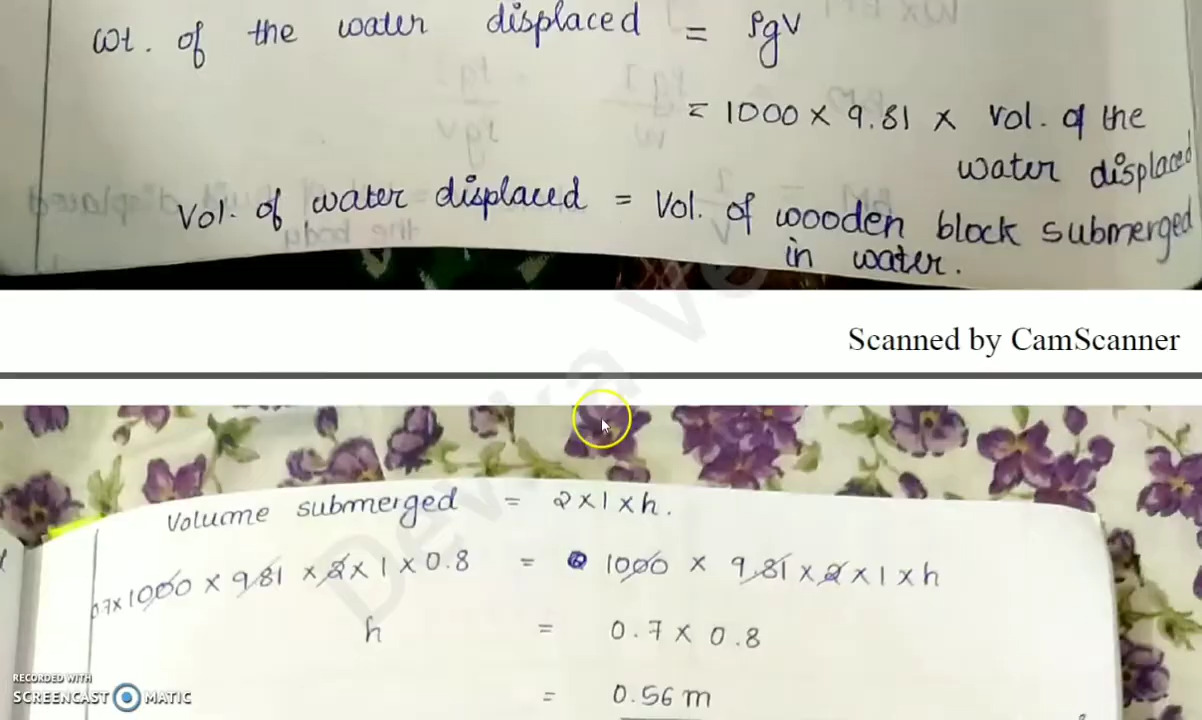 Wt. of the water displaced = ρgV
= 1000 × 9.81 × vol. of the
water displaced
Vol. of water displaced = Vol. of wooden block submerged
in water.
Scanned by CamScanner
Volume submerged = 2×1×h.
0.7×1000 × 981 × 2×1×0.8 = 1000 × 9.81×2×1×h
h = 0.7 × 0.8
= 0.56 m
RECORDED WITH
SCREENCAST MATIC